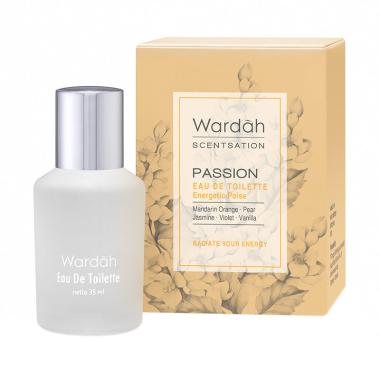 Wardah
Eau De Toilette
netto 35 ml
Wardah
SCENTSATION
PASSION
EAU DE TOILETTE
Energetic Poise
Mandarin Orange · Pear
Jasmine · Violet · Vanilla
RADIATE YOUR ENERGY